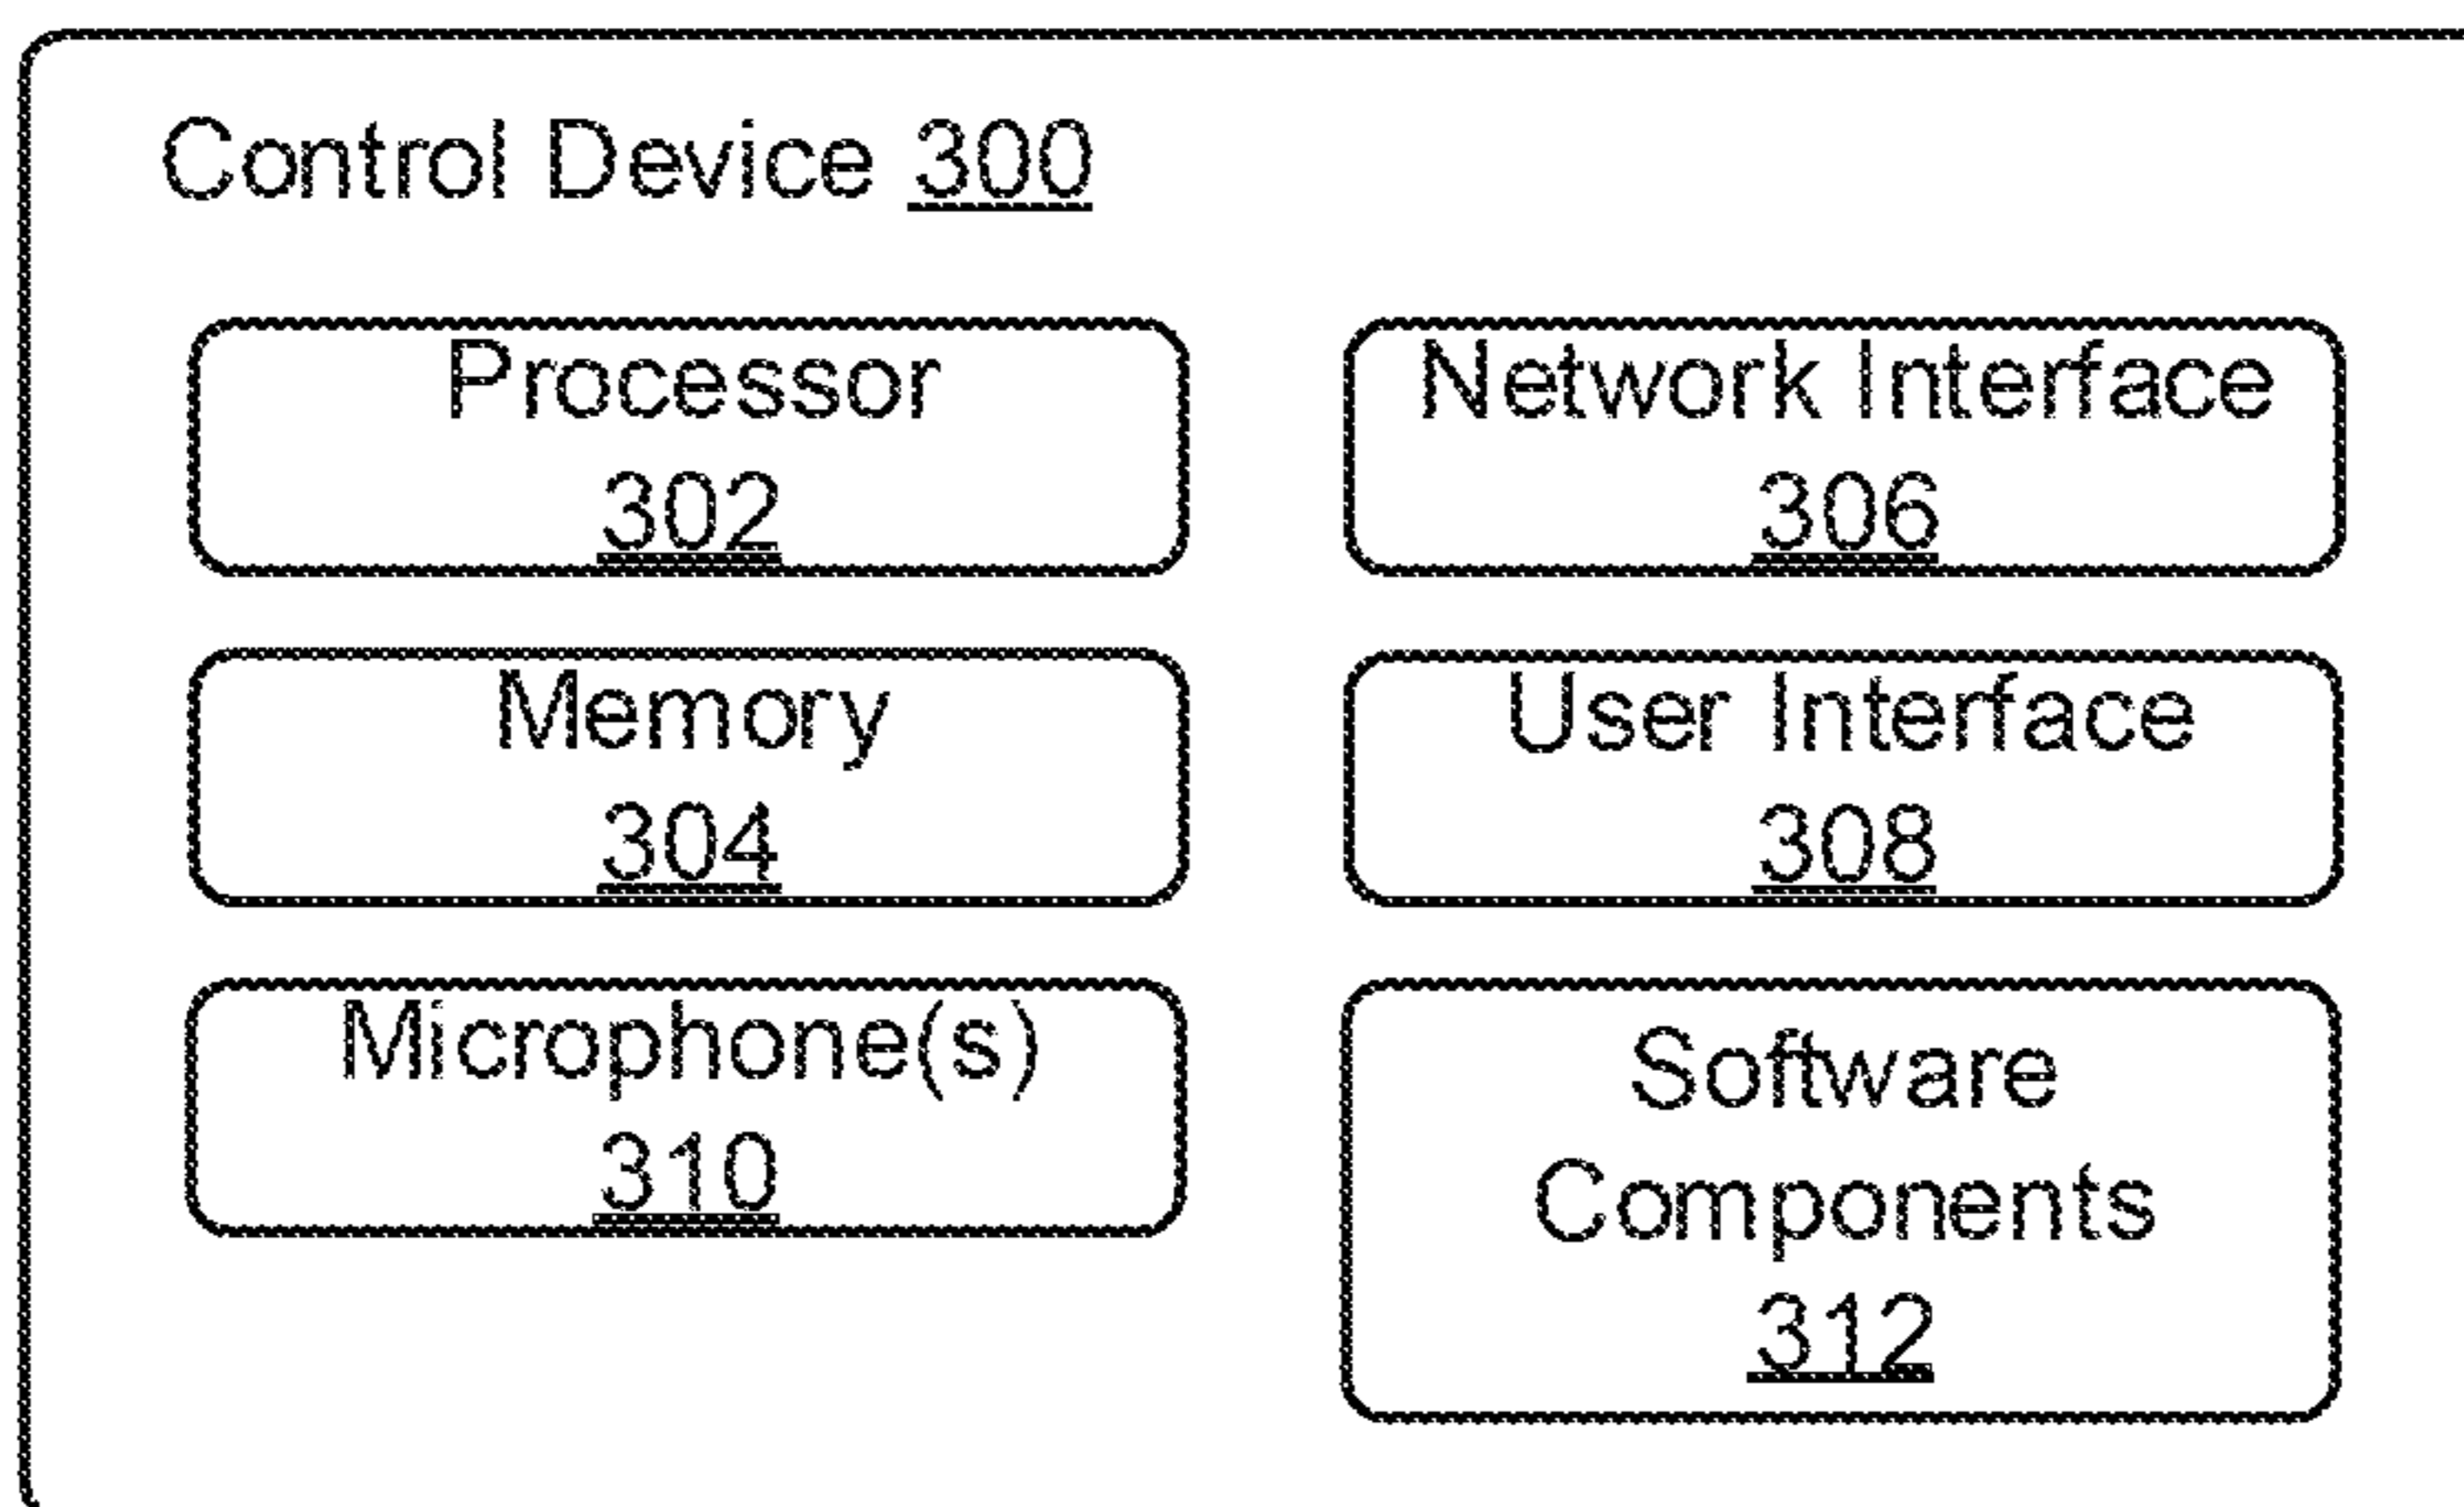 Control Device 300
Processor
302
Network Interface
306
Memory
304
User Interface
308
Microphone(s)
310
Software
Components
312